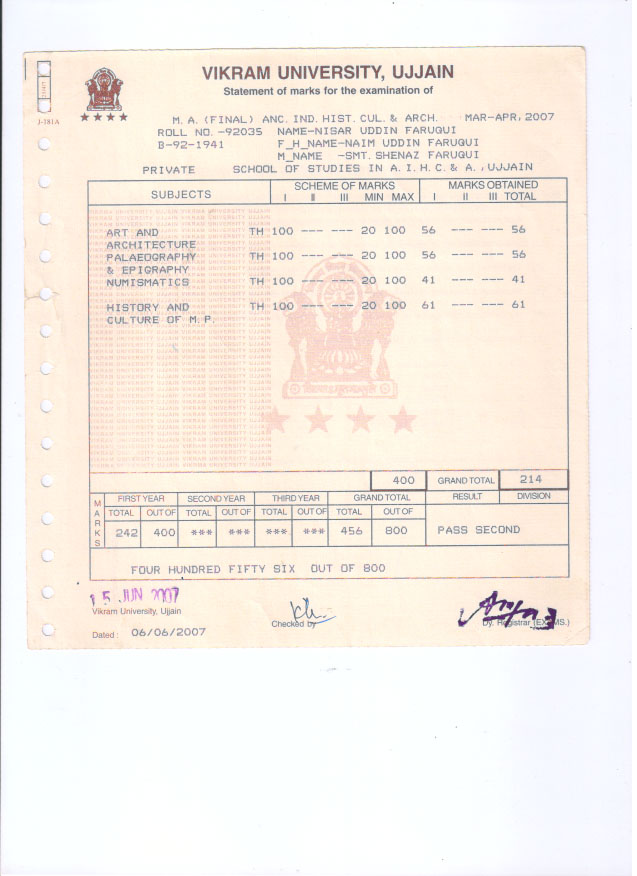 VIKRAM UNIVERSITY, UJJAIN
Statement of marks for the examination of
J-781A
M. A. (FINAL) ANC. IND. HIST. CUL. & ARCH. MAR-APR, 2007
ROLL NO. -92035 NAME-NISAR UDDIN FARUQUI
B-92-1941 F_H_NAME-NAIM UDDIN FARUQUI
M_NAME -SMT. SHENAZ FARUQUI
PRIVATE SCHOOL OF STUDIES IN A. I. H. C. & A., UJJAIN
SUBJECTS SCHEME OF MARKS MARKS OBTAINED
I II III MIN MAX I II III TOTAL
ART AND TH 100 --- --- 20 100 56 --- --- 56
ARCHITECTURE
PALAEOGRAPHY TH 100 --- --- 20 100 56 --- --- 56
& EPIGRAPHY
NUMISMATICS TH 100 --- --- 20 100 41 --- --- 41
HISTORY AND TH 100 --- --- 20 100 61 --- --- 61
CULTURE OF M. P.
400 GRAND TOTAL 214
MARKS FIRST YEAR SECOND YEAR THIRD YEAR GRAND TOTAL RESULT DIVISION
TOTAL OUT OF TOTAL OUT OF TOTAL OUT OF TOTAL OUT OF
242 400 *** *** *** *** 456 800 PASS SECOND
FOUR HUNDRED FIFTY SIX OUT OF 800
15 JUN 2007
Vikram University, Ujjain
Checked by Dy. Registrar (EXAMS.)
Dated : 06/06/2007